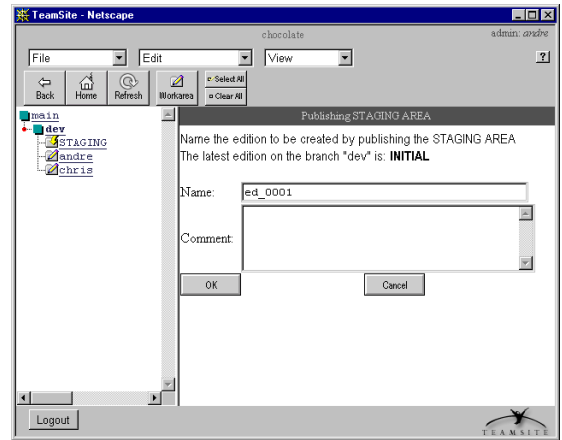 TeamSite - Netscape
chocolate
admin: andre
File Edit View ?
Back Home Refresh Workarea Select All
Clear All
main
dev
STAGING
andre
chris
Publishing STAGING AREA
Name the edition to be created by publishing the STAGING AREA
The latest edition on the branch "dev" is: INITIAL
Name: ed_0001
Comment:
OK Cancel
Logout
TEAMSITE